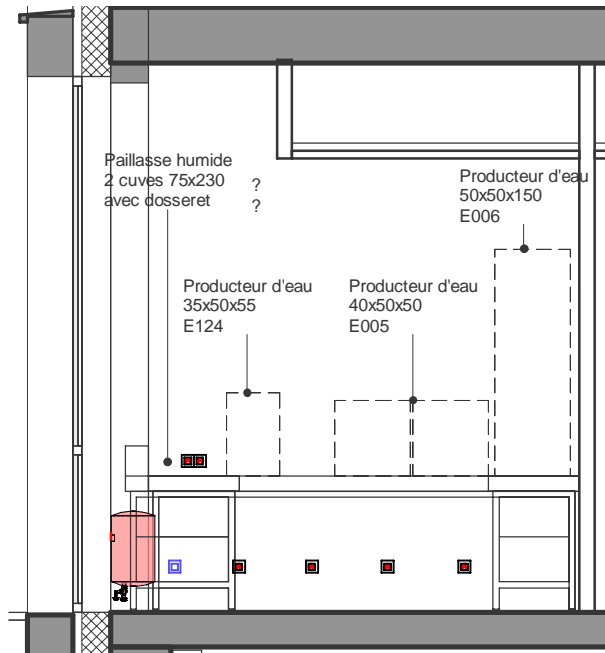 Paillasse humide
2 cuves 75x230
avec dosseret
?
?
Producteur d'eau
50x50x150
E006
Producteur d'eau
35x50x55
E124
Producteur d'eau
40x50x50
E005